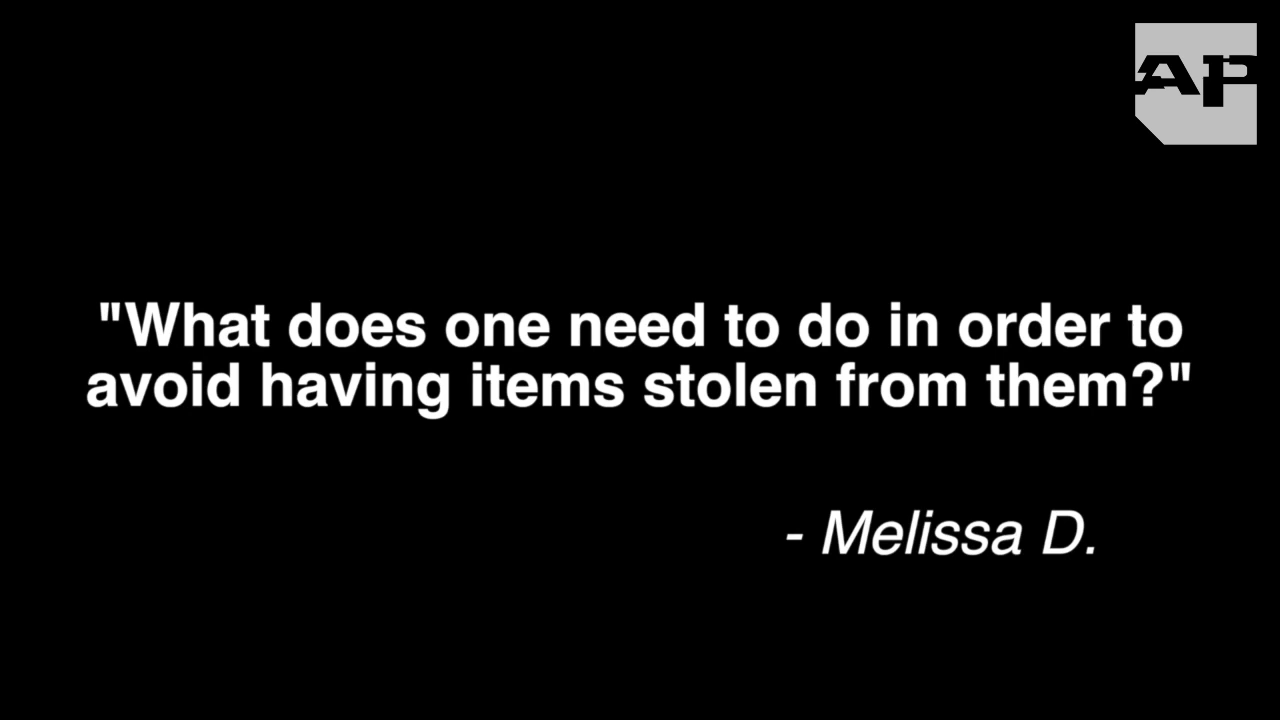 AP
"What does one need to do in order to
avoid having items stolen from them?"
- Melissa D.